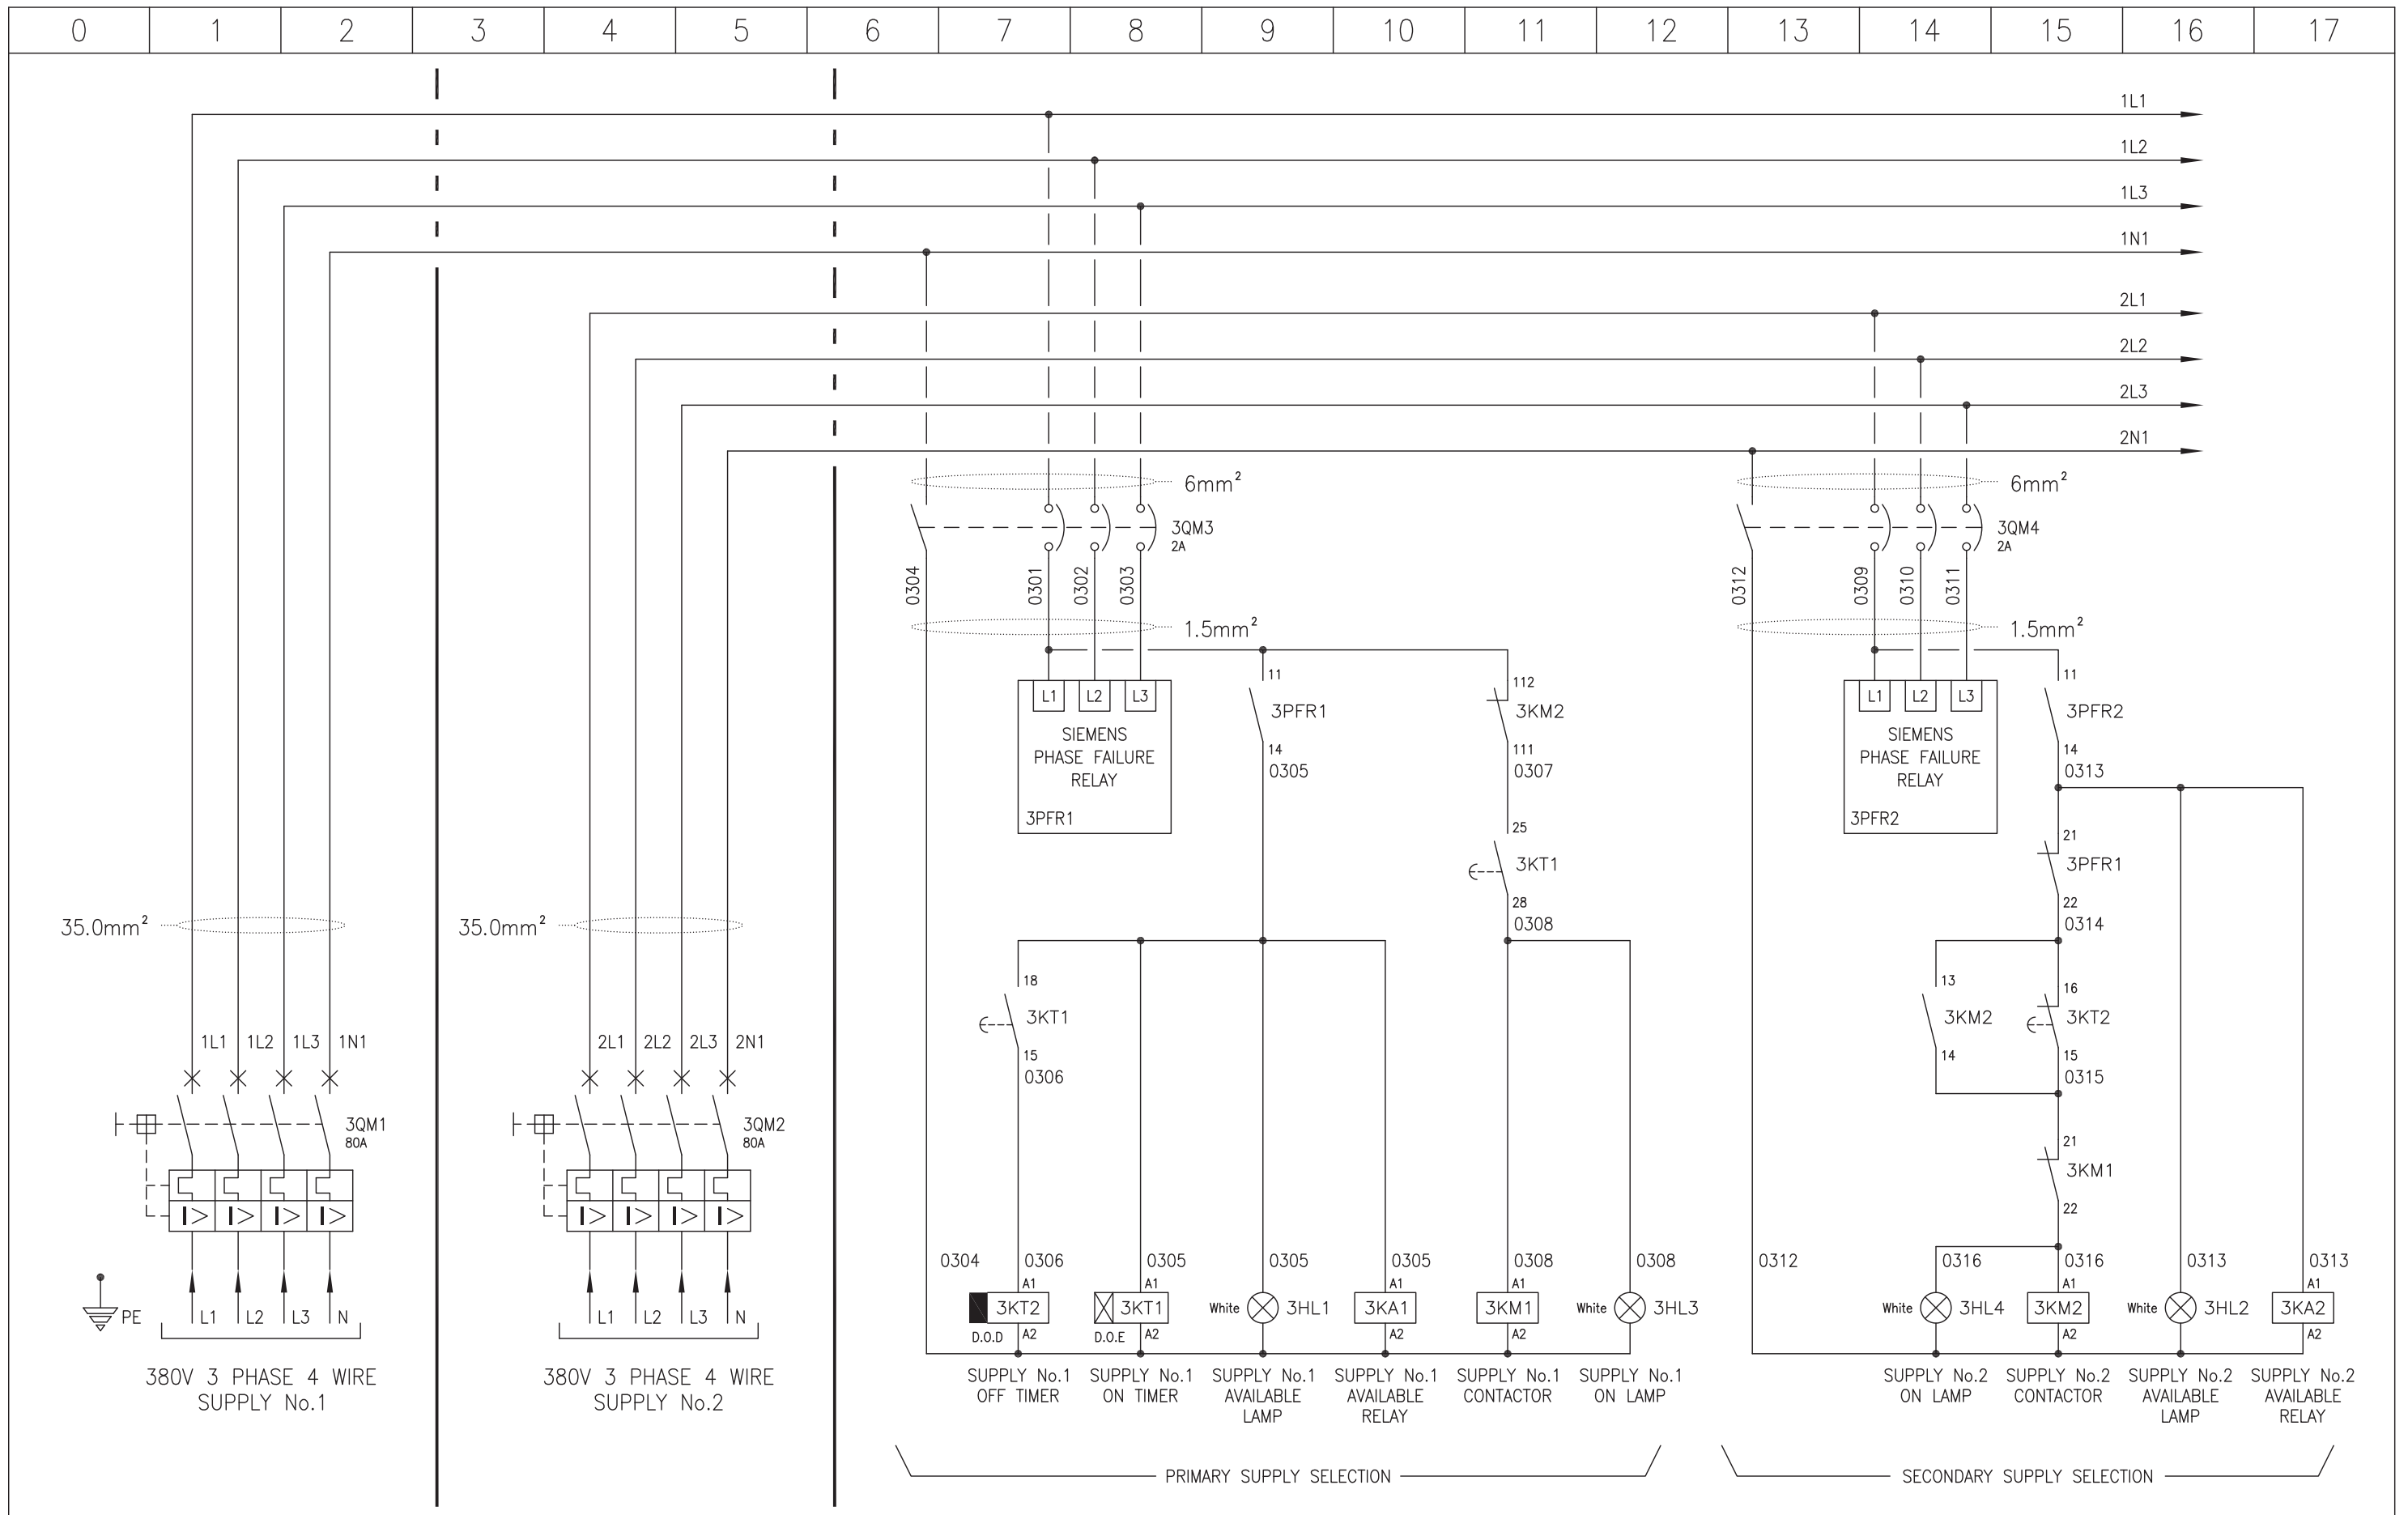 0 1 2 3 4 5 6 7 8 9 10 11 12 13 14 15 16 17
1L1
1L2
1L3
1N1
2L1
2L2
2L3
2N1
6mm²
6mm²
3QM3
2A
3QM4
2A
0304
0301
0302
0303
0312
0309
0310
0311
1.5mm²
1.5mm²
L1 L2 L3
SIEMENS
PHASE FAILURE
RELAY
3PFR1
11
3PFR1
14
0305
112
3KM2
111
0307
25
3KT1
28
0308
L1 L2 L3
SIEMENS
PHASE FAILURE
RELAY
3PFR2
11
3PFR2
14
0313
21
3PFR1
22
0314
35.0mm²
35.0mm²
18
3KT1
15
0306
13
3KM2
14
16
3KT2
15
0315
1L1 1L2 1L3 1N1
2L1 2L2 2L3 2N1
3QM1
80A
3QM2
80A
21
3KM1
22
I> I> I> I>
I> I> I> I>
0304 0306 0305 0305 0305 0308 0308
0312 0316 0316 0313 0313
PE
L1 L2 L3 N
L1 L2 L3 N
A1
3KT2
D.O.D
A2
A1
3KT1
D.O.E
A2
White 3HL1
A1
3KA1
A2
A1
3KM1
A2
White 3HL3
White 3HL4
A1
3KM2
A2
White 3HL2
A1
3KA2
A2
380V 3 PHASE 4 WIRE
SUPPLY No.1
380V 3 PHASE 4 WIRE
SUPPLY No.2
SUPPLY No.1
OFF TIMER
SUPPLY No.1
ON TIMER
SUPPLY No.1
AVAILABLE
LAMP
SUPPLY No.1
AVAILABLE
RELAY
SUPPLY No.1
CONTACTOR
SUPPLY No.1
ON LAMP
SUPPLY No.2
ON LAMP
SUPPLY No.2
CONTACTOR
SUPPLY No.2
AVAILABLE
LAMP
SUPPLY No.2
AVAILABLE
RELAY
PRIMARY SUPPLY SELECTION
SECONDARY SUPPLY SELECTION